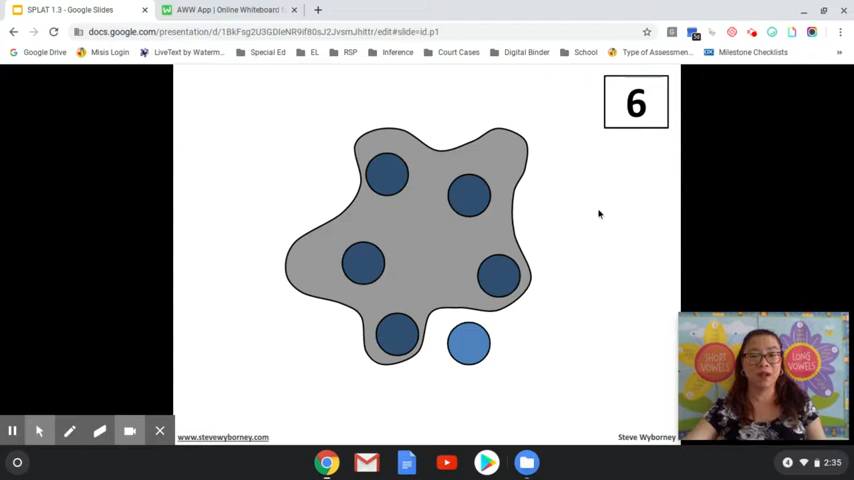 SPLAT 1.3 - Google Slides
AWW App | Online Whiteboard f
docs.google.com/presentation/d/1BkFsg2U3GDleNR9if80sJ2JvsmJhittr/edit#slide=id.p1
Google Drive Misis Login LiveText by Waterm... Special Ed EL RSP Inference Court Cases Digital Binder School Type of Assessmen... Milestone Checklists
6
SHORT VOWELS
LONG VOWELS
www.stevewyborney.com
Steve Wyborney
4 2:35